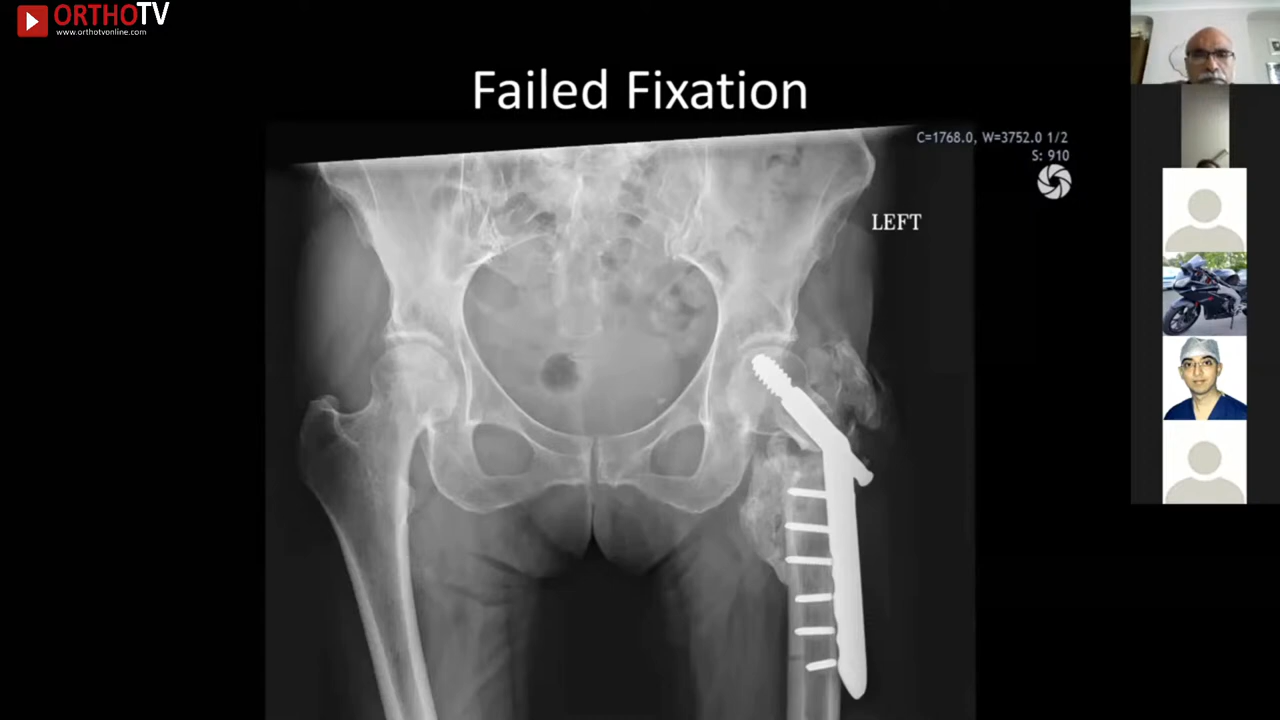 ORTHOTV
www.orthotvonline.com
Failed Fixation
C=1768.0, W=3752.0 1/2
S: 910
LEFT